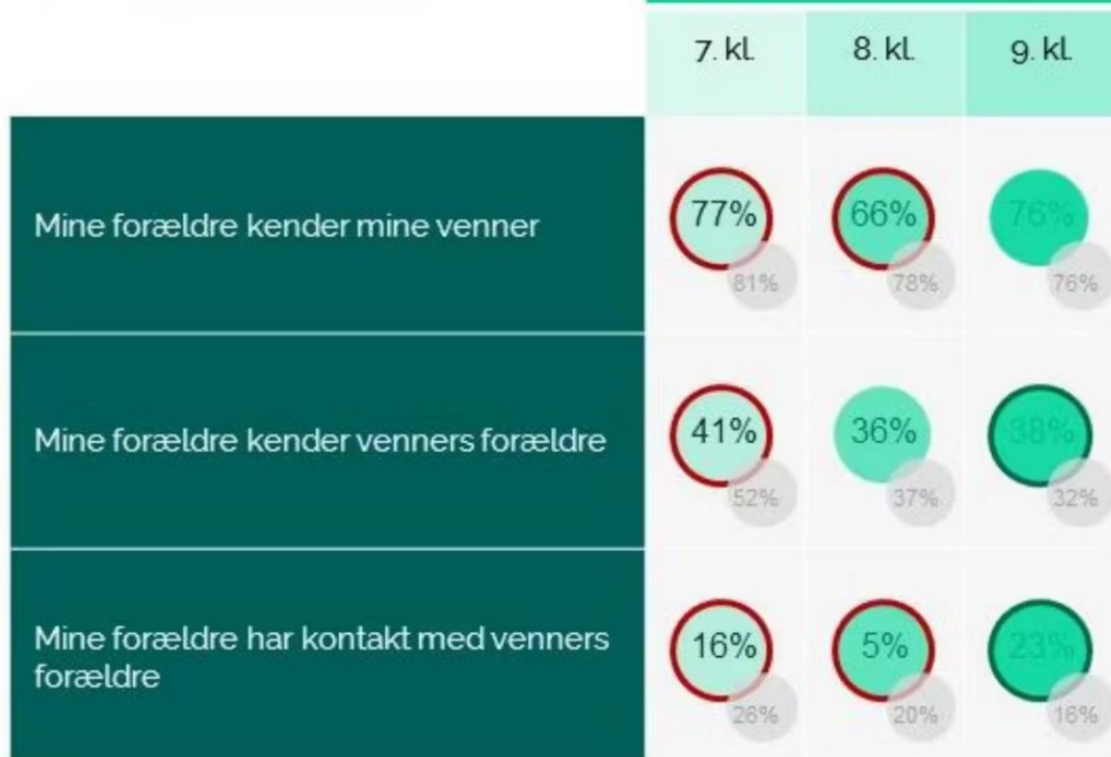 7. kl. 8. kl. 9. kl.
Mine forældre kender mine venner
77% 66% 76%
81% 78% 76%
Mine forældre kender venners forældre
41% 36% 38%
52% 37% 32%
Mine forældre har kontakt med venners
forældre
16% 5% 23%
26% 20% 16%